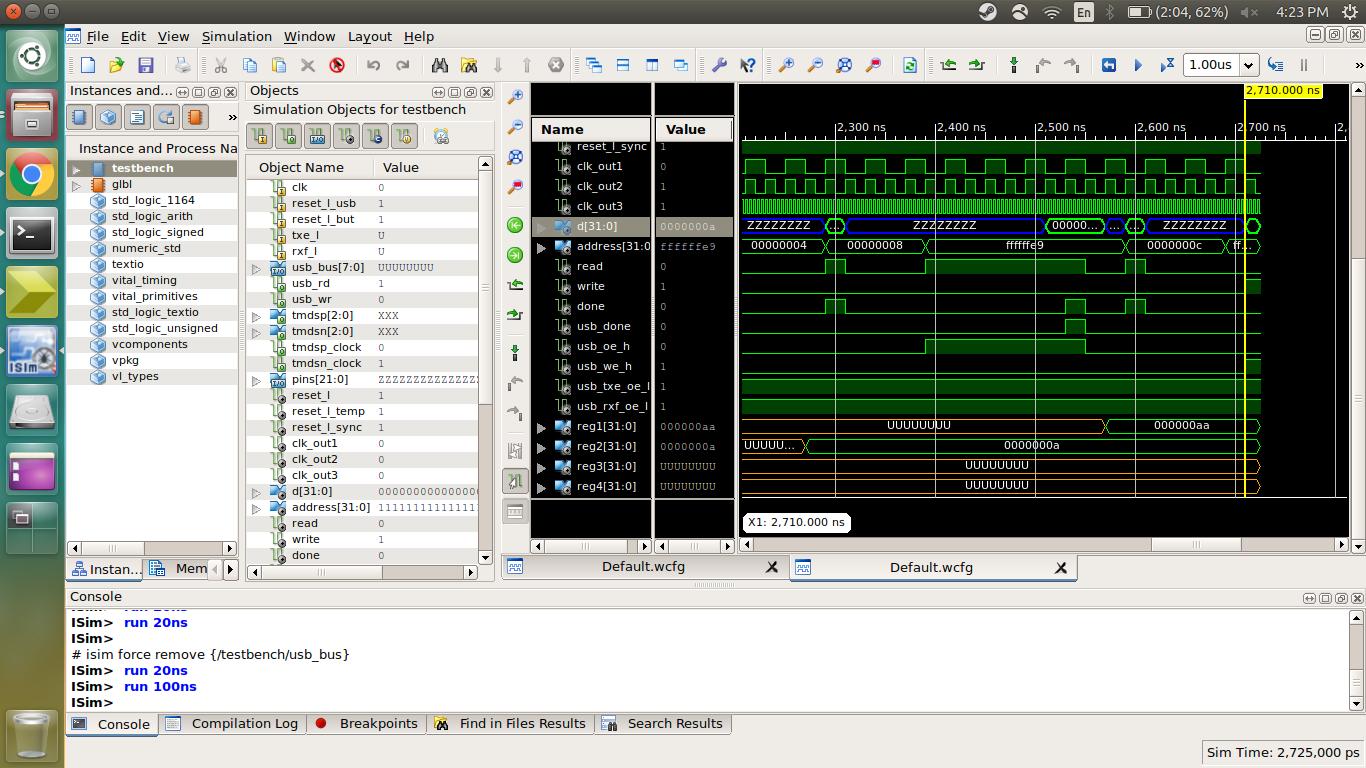 En (2:04, 62%) 4:23 PM
File Edit View Simulation Window Layout Help
1.00us
»
Instances and...
»
Instance and Process Na
testbench
glbl
std_logic_1164
std_logic_arith
std_logic_signed
numeric_std
textio
vital_timing
vital_primitives
std_logic_textio
std_logic_unsigned
vcomponents
vpkg
vl_types
Instan... Mem
Objects
Simulation Objects for testbench
Object Name Value
clk 0
reset_l_usb 1
reset_l_but 1
txe_l U
rxf_l U
usb_bus[7:0] UUUUUUUU
usb_rd 1
usb_wr 0
tmdsp[2:0] XXX
tmdsn[2:0] XXX
tmdsp_clock 0
tmdsn_clock 1
pins[21:0] ZZZZZZZZZZZZZZZ
reset_l 1
reset_l_temp 1
reset_l_sync 1
clk_out1 0
clk_out2 0
clk_out3 0
d[31:0] 0000000000000000
address[31:0] 1111111111111111
read 0
write 1
done 0
Name Value
reset_l_sync 1
clk_out1 0
clk_out2 1
clk_out3 1
d[31:0] 0000000a
address[31:0 ffffffe9
read 0
write 1
done 0
usb_done 0
usb_oe_h 0
usb_we_h 1
usb_txe_oe_l 1
usb_rxf_oe_l 1
reg1[31:0] 000000aa
reg2[31:0] 0000000a
reg3[31:0] UUUUUUUU
reg4[31:0] UUUUUUUU
2,710.000 ns
2,300 ns 2,400 ns 2,500 ns 2,600 ns 2,700 ns 2,
ZZZZZZZZ ... ZZZZZZZZ 00000... ... ... ZZZZZZZZ
00000004 00000008 ffffffe9 0000000c ff...
UUUUUUUU 000000aa
UUUUU... 0000000a
UUUUUUUU
UUUUUUUU
X1: 2,710.000 ns
Default.wcfg Default.wcfg
ISim
Console
ISim> run 20ns
ISim> run 20ns
ISim>
# isim force remove {/testbench/usb_bus}
ISim> run 20ns
ISim> run 100ns
ISim>
Console Compilation Log Breakpoints Find in Files Results Search Results
Sim Time: 2,725,000 ps